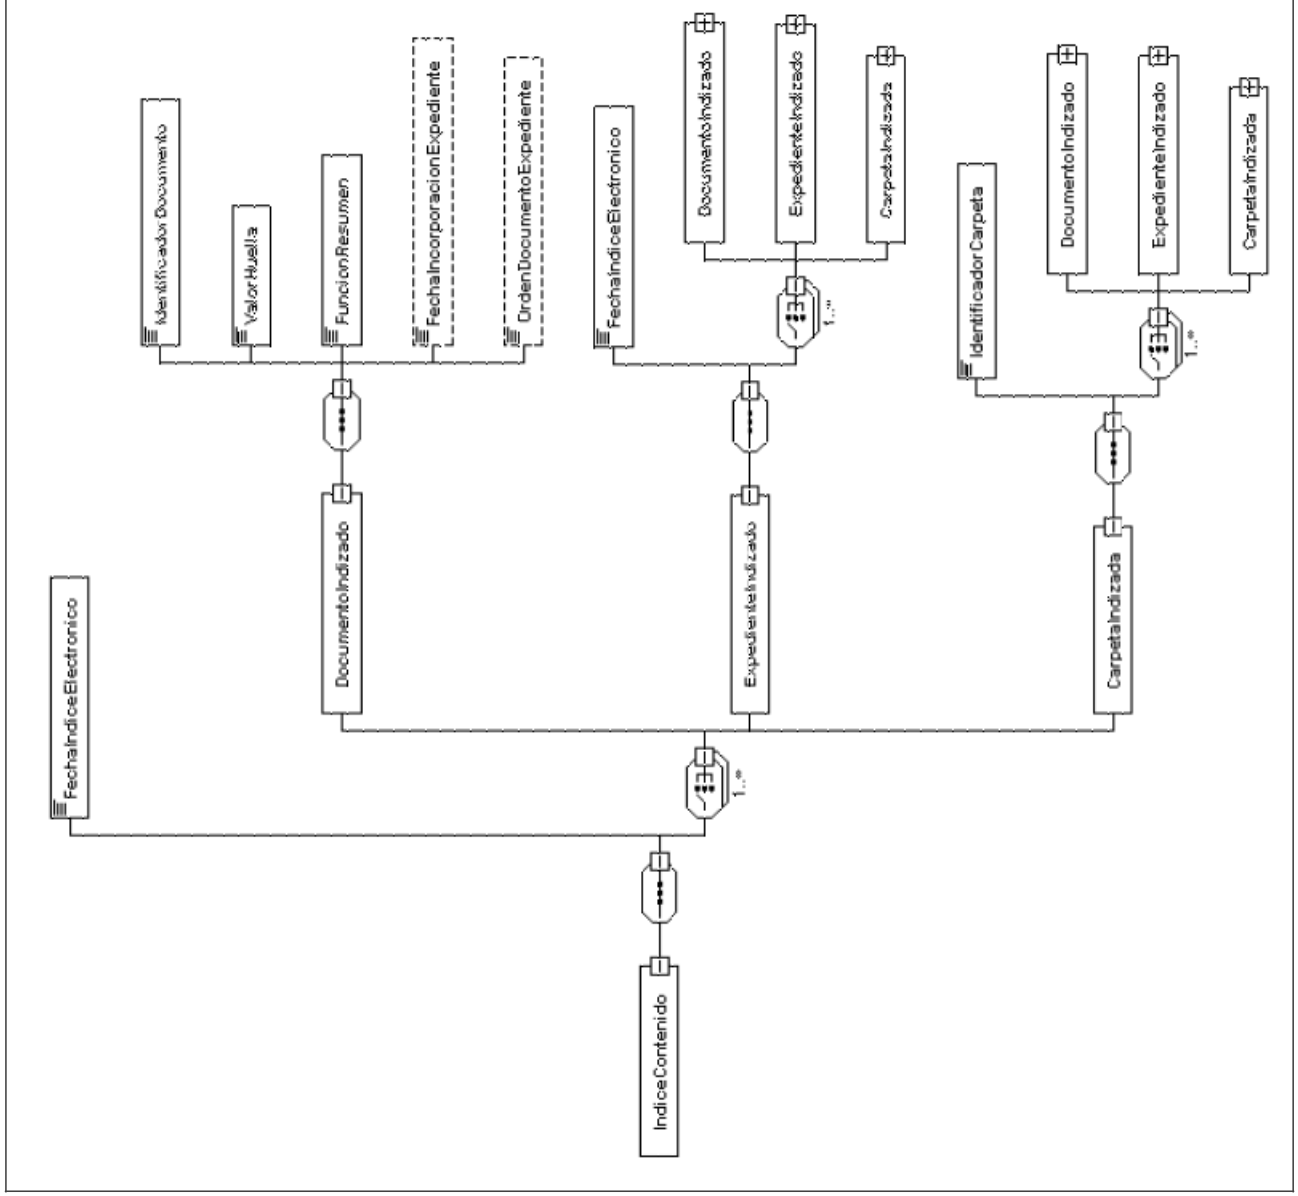 IndiceContenido
FechaIndiceElectronico
1..∞
DocumentoIndizado
IdentificadorDocumento
ValorHuella
FuncionResumen
FechaIncorporacionExpediente
OrdenDocumentoExpediente
ExpedienteIndizado
FechaIndiceElectronico
1..∞
DocumentoIndizado
ExpedienteIndizado
CarpetaIndizada
CarpetaIndizada
IdentificadorCarpeta
1..∞
DocumentoIndizado
ExpedienteIndizado
CarpetaIndizada